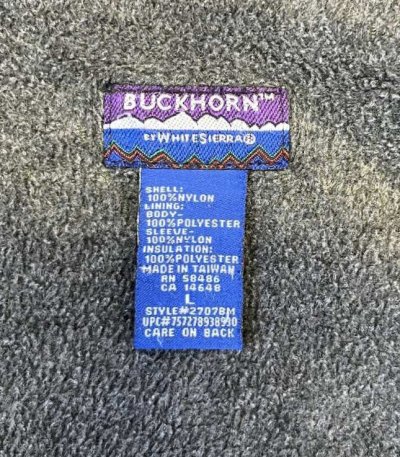 BUCKHORN™
BY WHITE SIERRA®
SHELL:
100%NYLON
LINING:
BODY-
100%POLYESTER
SLEEVE-
100%NYLON
INSULATION:
100%POLYESTER
MADE IN TAIWAN
RN 58486
CA 14648
L
STYLE#2707BM
UPC#757278938930
CARE ON BACK